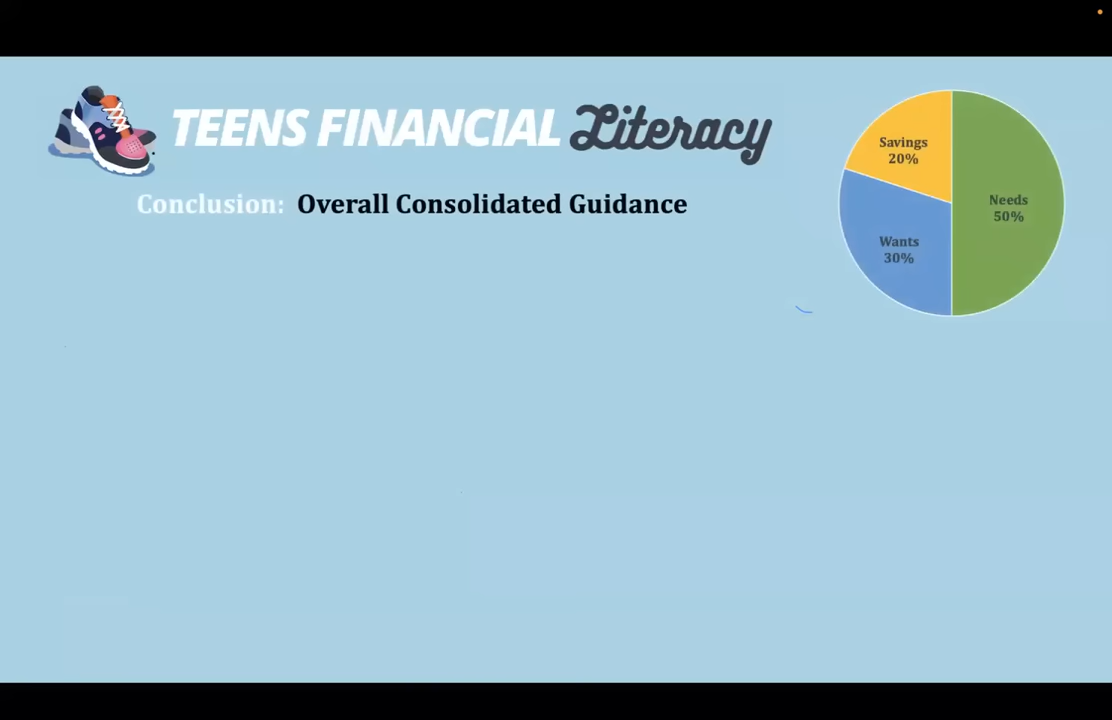 TEENS FINANCIAL Literacy
Conclusion: Overall Consolidated Guidance
Savings
20%
Needs
50%
Wants
30%